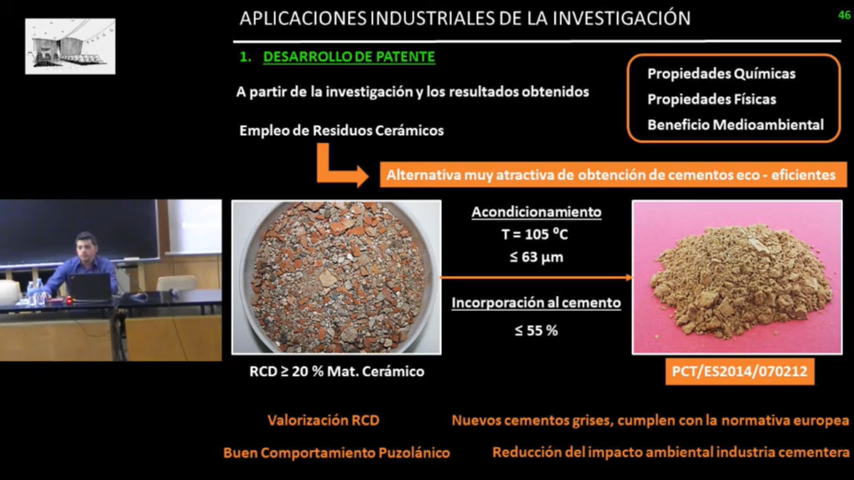 APLICACIONES INDUSTRIALES DE LA INVESTIGACIÓN
46
1. DESARROLLO DE PATENTE
A partir de la investigación y los resultados obtenidos
Propiedades Químicas
Propiedades Físicas
Beneficio Medioambiental
Empleo de Residuos Cerámicos
Alternativa muy atractiva de obtención de cementos eco - eficientes
Acondicionamiento
T = 105 ºC
≤ 63 µm
Incorporación al cemento
≤ 55 %
RCD ≥ 20 % Mat. Cerámico
PCT/ES2014/070212
Valorización RCD
Nuevos cementos grises, cumplen con la normativa europea
Buen Comportamiento Puzolánico
Reducción del impacto ambiental industria cementera